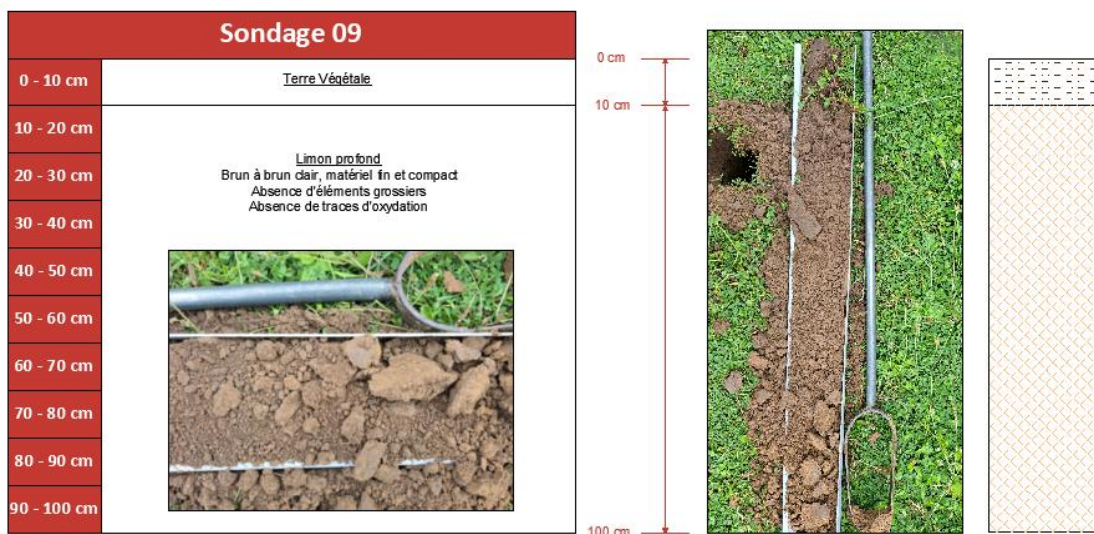 Sondage 09
0 - 10 cm
Terre Végétale
10 - 20 cm
20 - 30 cm
30 - 40 cm
40 - 50 cm
50 - 60 cm
60 - 70 cm
70 - 80 cm
80 - 90 cm
90 - 100 cm
Limon profond
Brun à brun clair, matériel fin et compact
Absence d'éléments grossiers
Absence de traces d'oxydation
0 cm
10 cm
100 cm